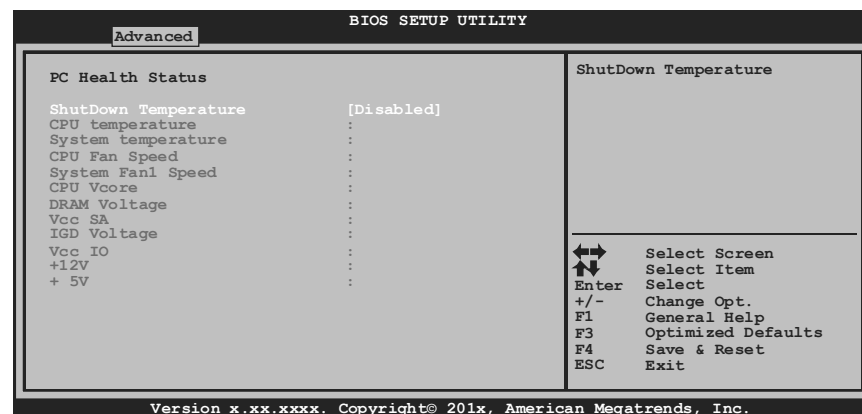 BIOS SETUP UTILITY
Advanced
PC Health Status
ShutDown Temperature [Disabled]
CPU temperature :
System temperature :
CPU Fan Speed :
System Fan1 Speed :
CPU Vcore :
DRAM Voltage :
Vcc SA :
IGD Voltage :
Vcc IO :
+12V :
+ 5V :
ShutDown Temperature
Select Screen
Select Item
Enter Select
+/- Change Opt.
F1 General Help
F3 Optimized Defaults
F4 Save & Reset
ESC Exit
Version x.xx.xxxx. Copyright© 201x, American Megatrends, Inc.